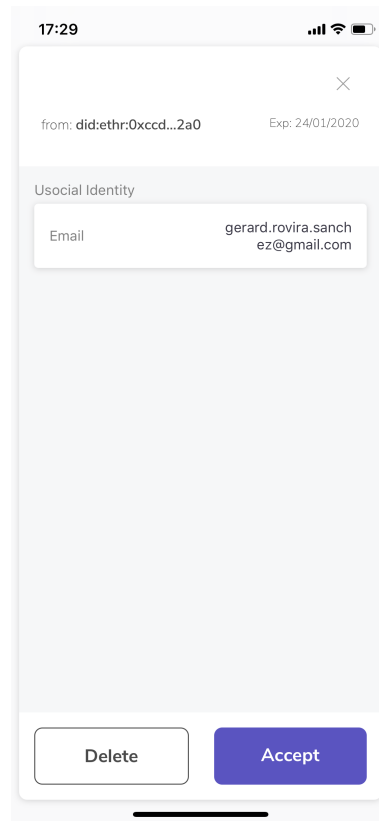 17:29
from: did:ethr:0xccd...2a0 Exp: 24/01/2020
Usocial Identity
Email gerard.rovira.sanch
ez@gmail.com
Delete Accept